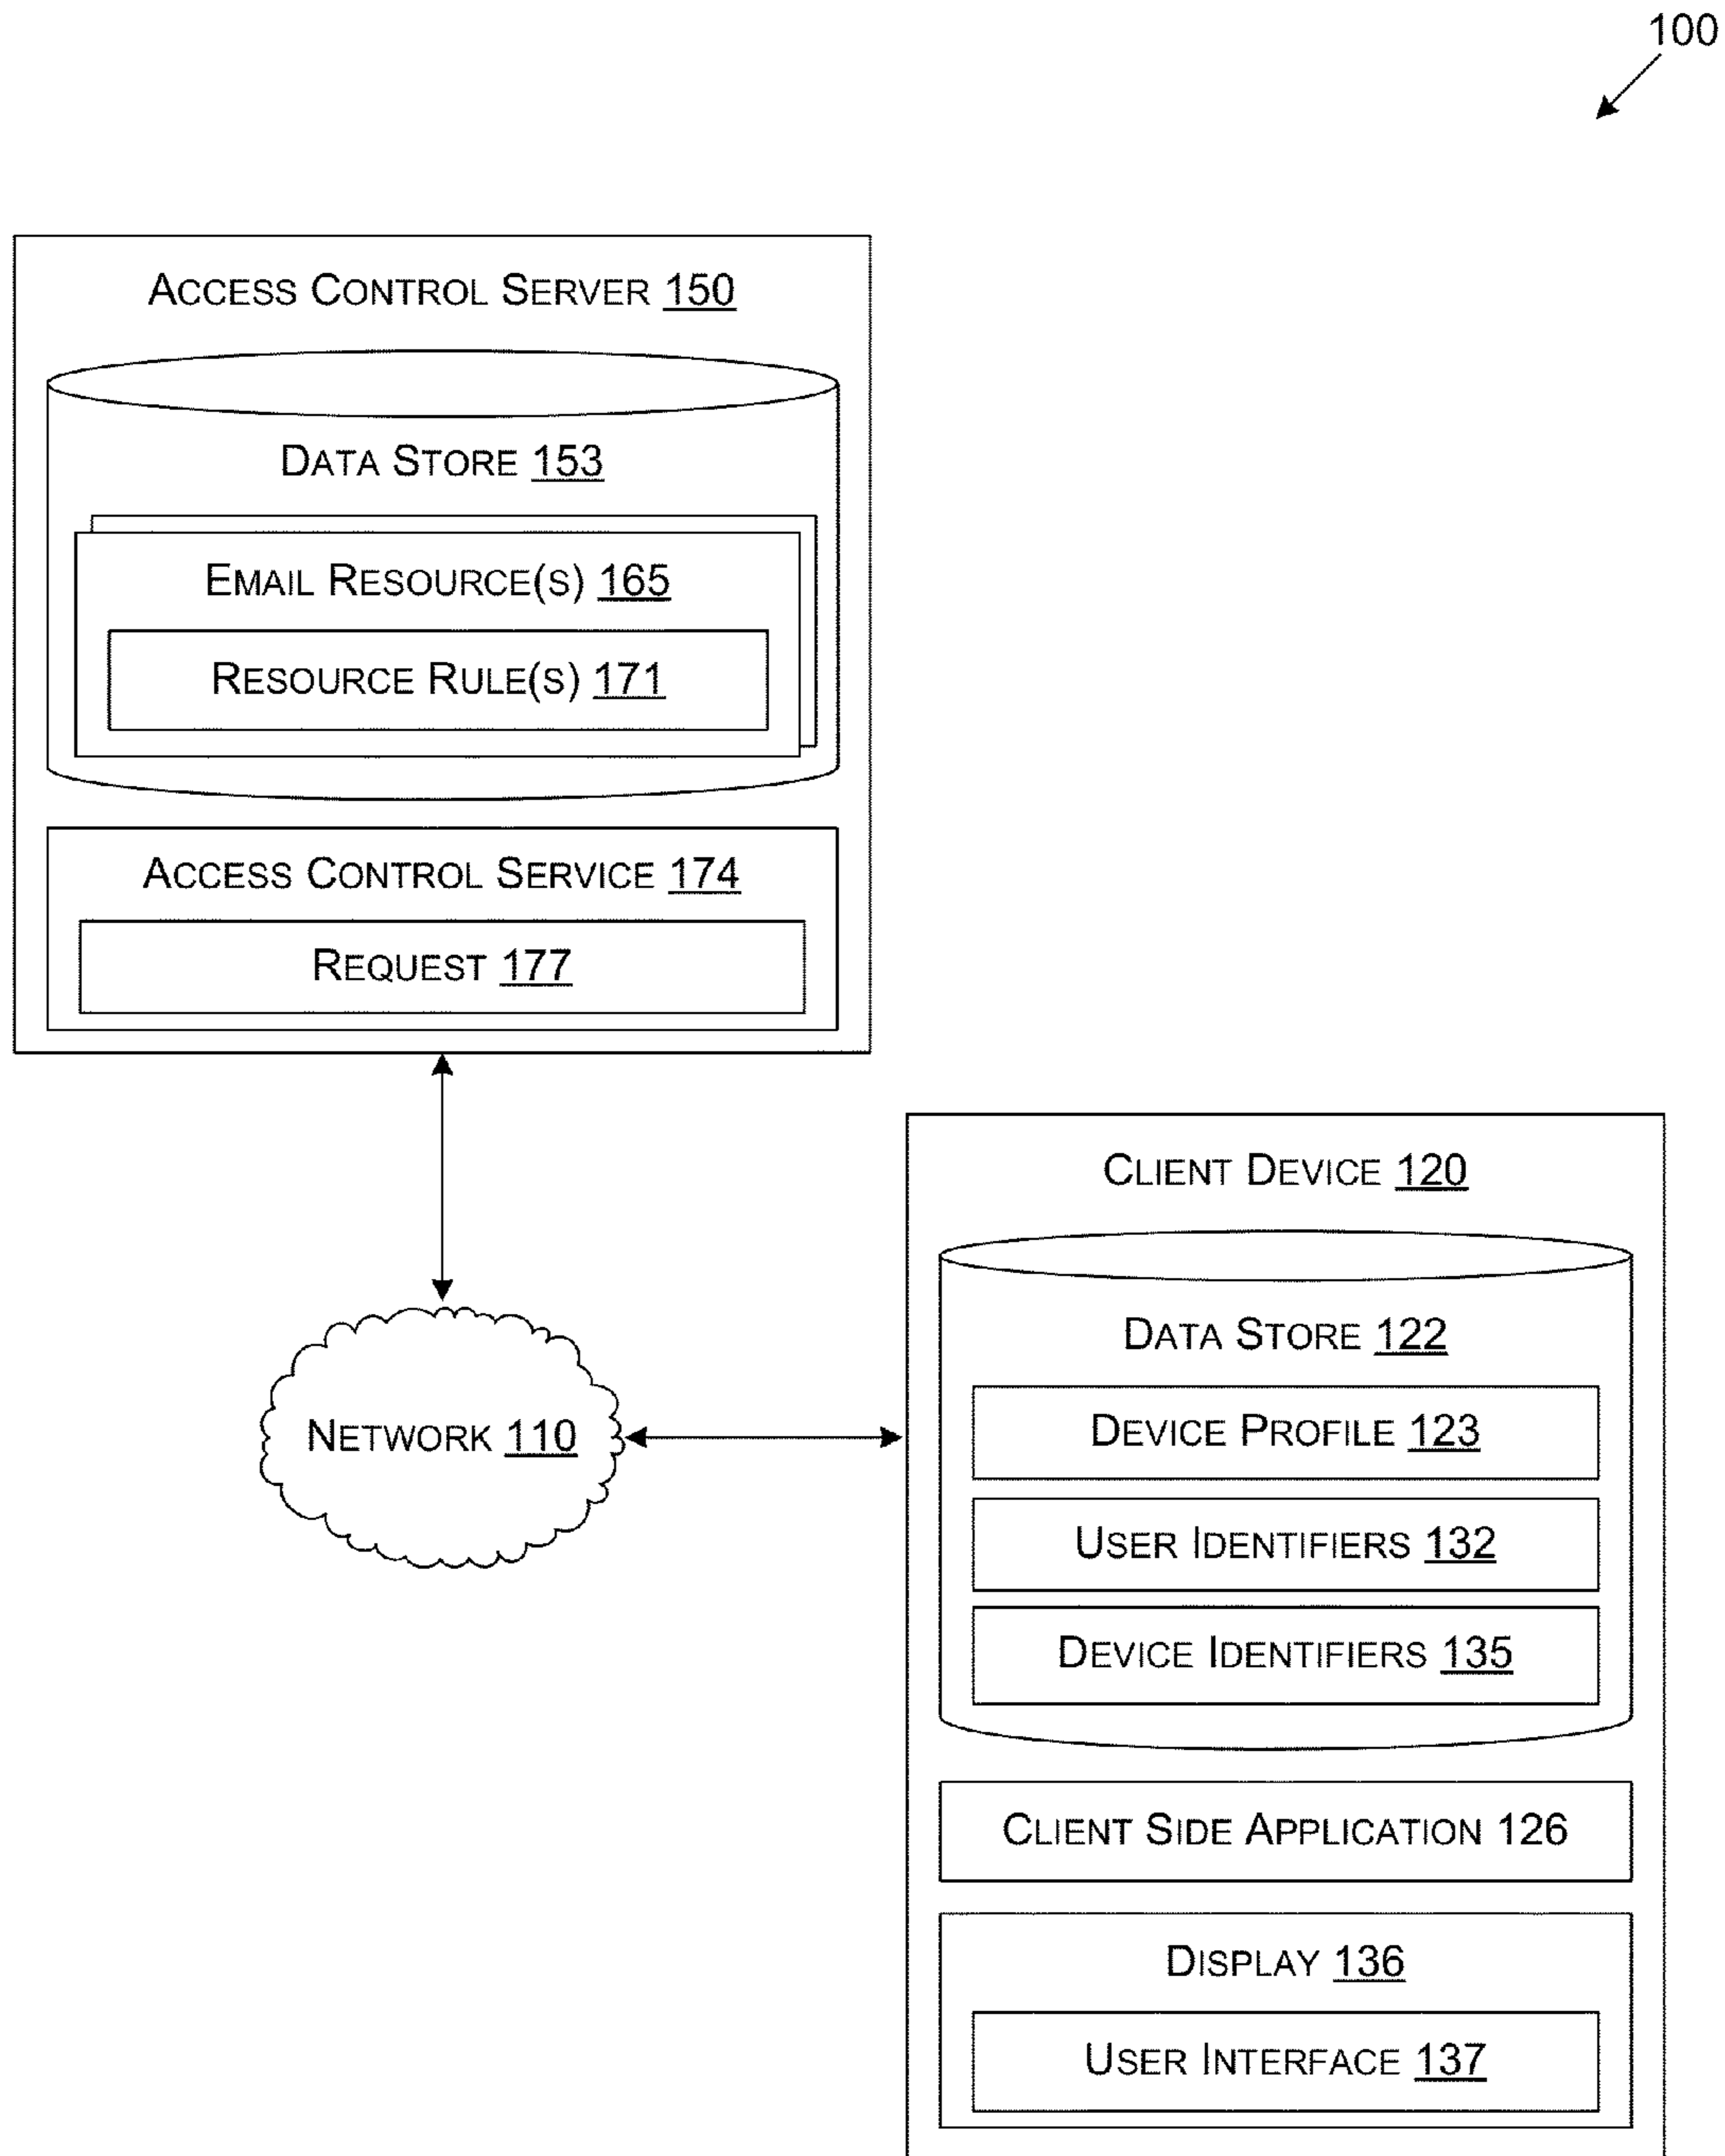 100
ACCESS CONTROL SERVER 150
DATA STORE 153
EMAIL RESOURCE(S) 165
RESOURCE RULE(S) 171
ACCESS CONTROL SERVICE 174
REQUEST 177
CLIENT DEVICE 120
DATA STORE 122
NETWORK 110
DEVICE PROFILE 123
USER IDENTIFIERS 132
DEVICE IDENTIFIERS 135
CLIENT SIDE APPLICATION 126
DISPLAY 136
USER INTERFACE 137